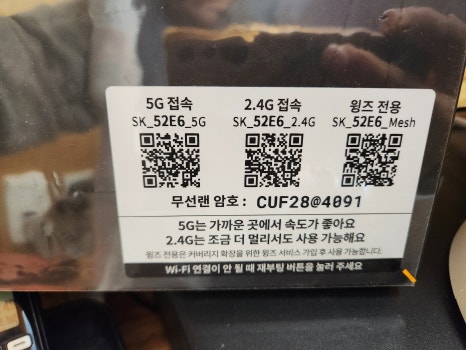 5G 접속 2.4G 접속 윙즈 전용
SK_52E6_5G SK_52E6_2.4G SK_52E6_Mesh
무선랜 암호 : CUF28@4091
5G는 가까운 곳에서 속도가 좋아요
2.4G는 조금 더 멀리서도 사용 가능해요
윙즈 전용은 커버리지 확장을 위한 윙즈 서비스 가입 후 사용 가능합니다.
Wi-Fi 연결이 안 될 때 재부팅 버튼을 눌러 주세요